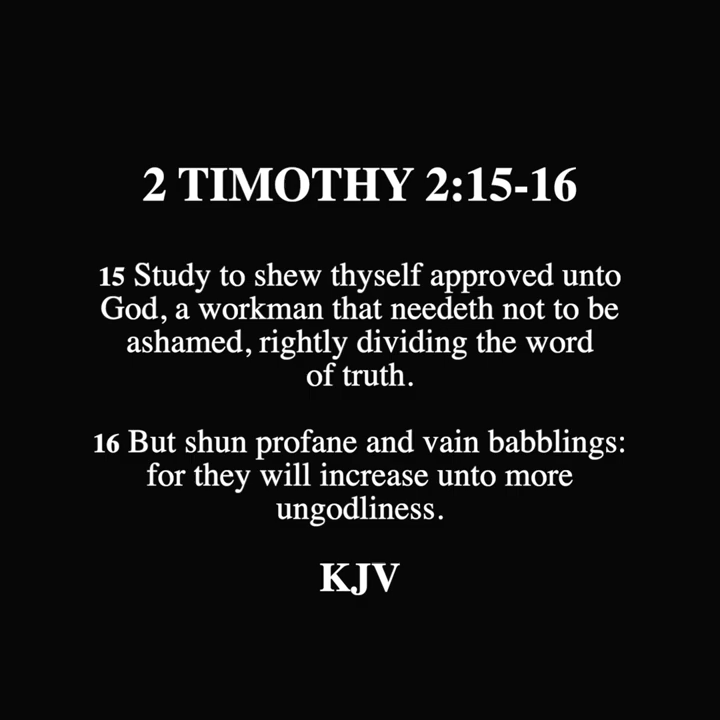 2 TIMOTHY 2:15-16
15 Study to shew thyself approved unto
God, a workman that needeth not to be
ashamed, rightly dividing the word
of truth.
16 But shun profane and vain babblings:
for they will increase unto more
ungodliness.
KJV